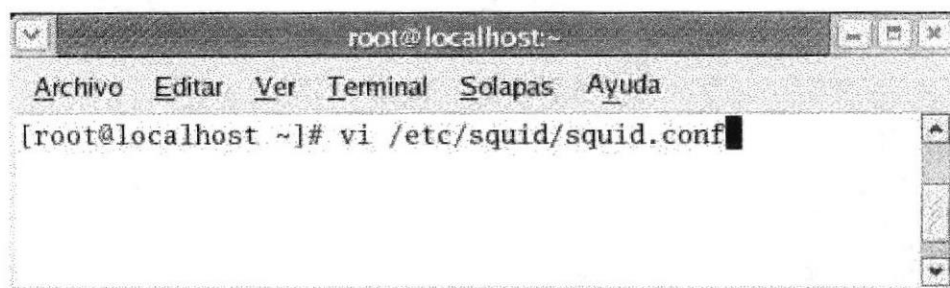 root@localhost:~
Archivo Editar Ver Terminal Solapas Ayuda
[root@localhost ~]# vi /etc/squid/squid.conf